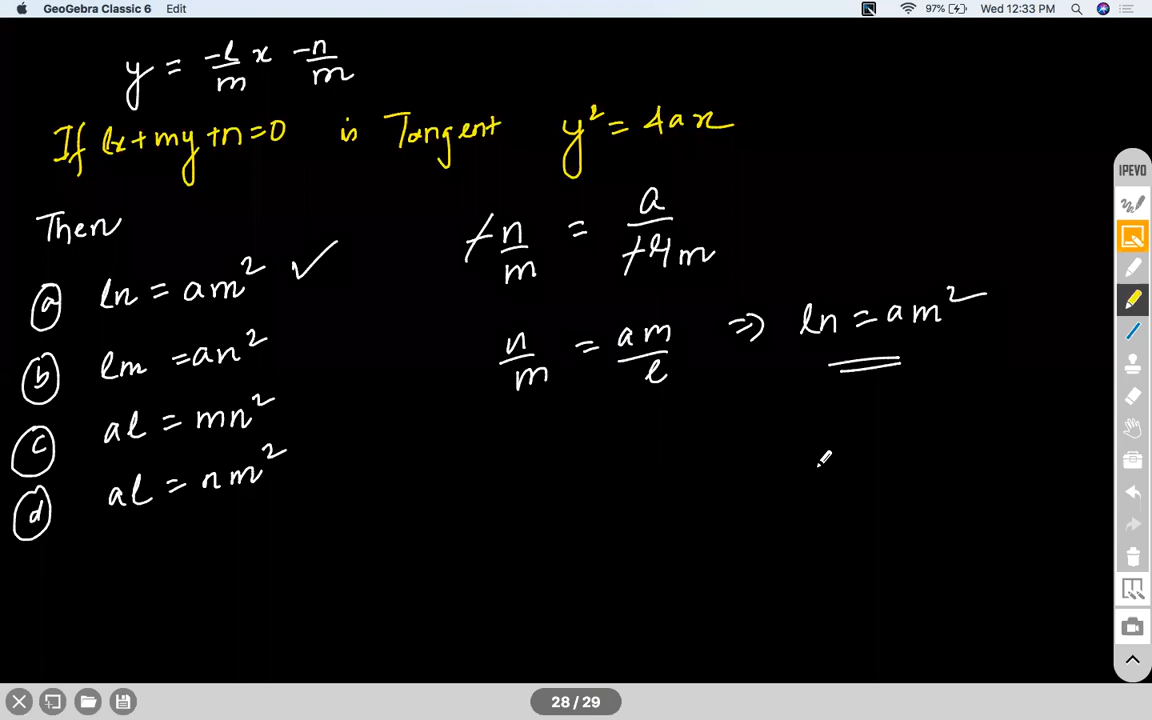 GeoGebra Classic 6 Edit 97% Wed 12:33 PM
y = -l/m x -n/m
If lx+my+n=0 is Tangent y² = 4ax
Then
a ln = am² ✓
b lm = an²
c al = mn²
d al = nm²
-n/m = a/(-l/m)
n/m = am/l ⇒ ln = am²
IPEVO
28 / 29